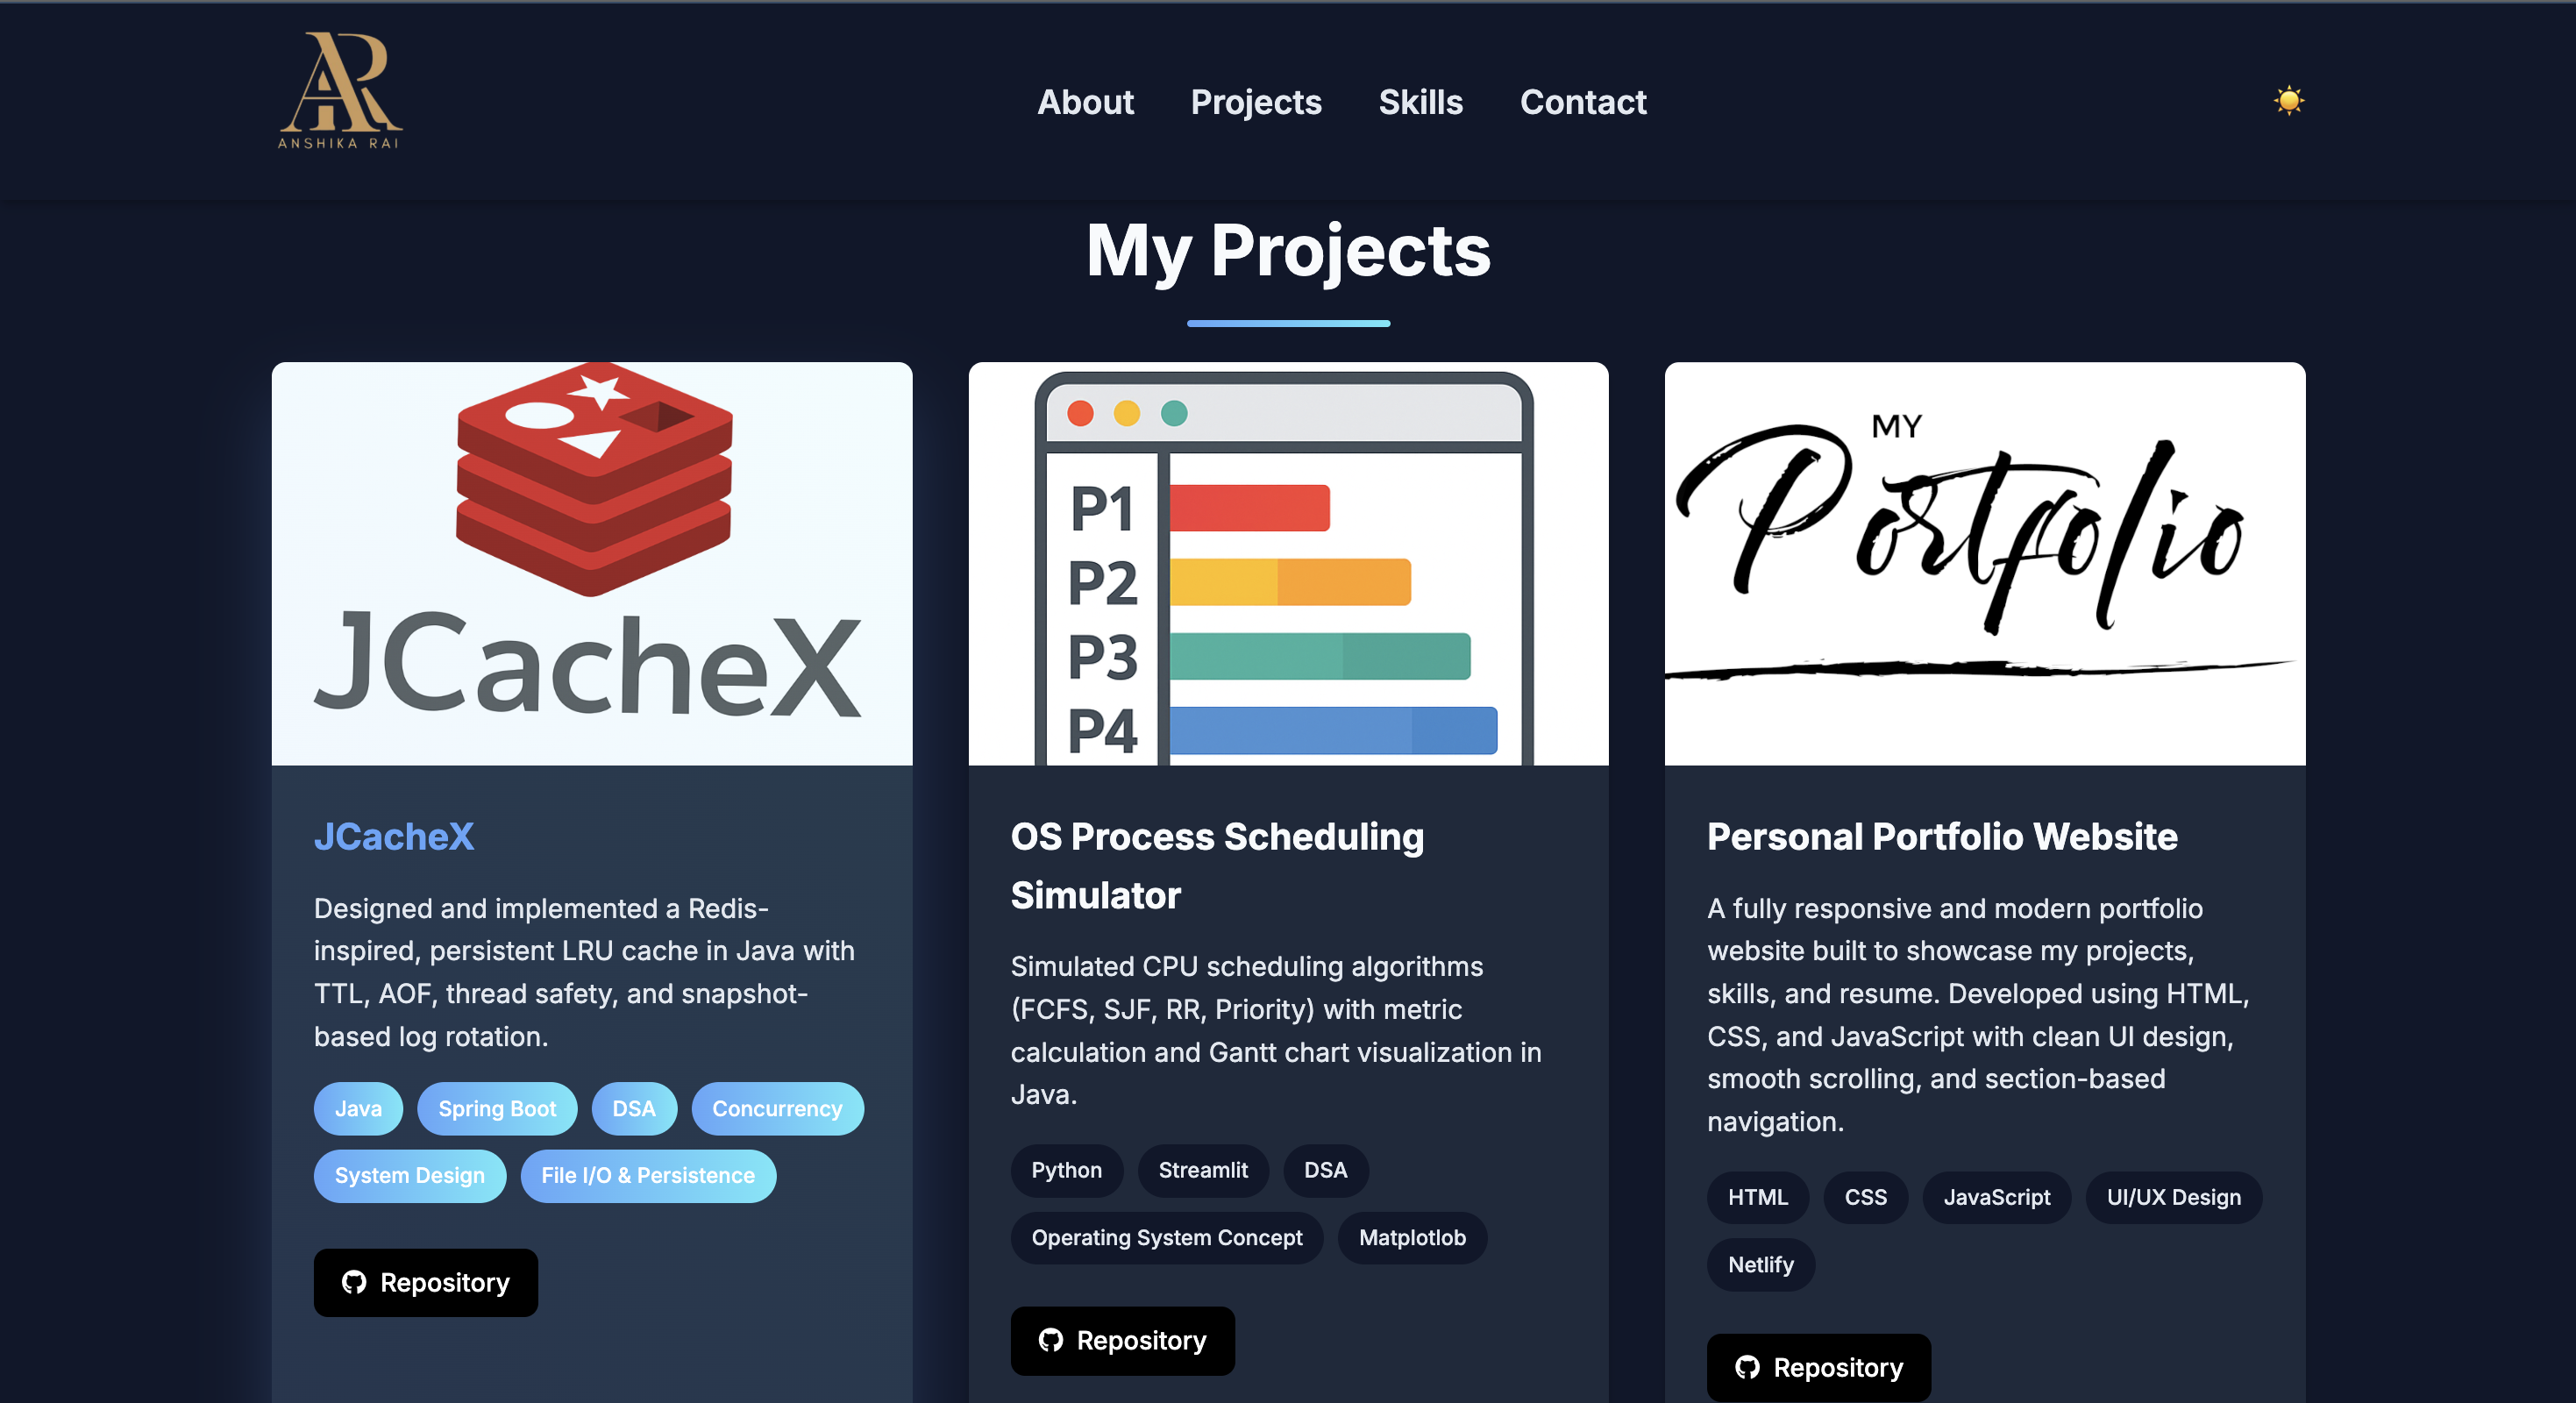 ANSHIKA RAI
About Projects Skills Contact
My Projects
JCacheX
JCacheX
Designed and implemented a Redis-
inspired, persistent LRU cache in Java with
TTL, AOF, thread safety, and snapshot-
based log rotation.
Java Spring Boot DSA Concurrency
System Design File I/O & Persistence
Repository
P1
P2
P3
P4
OS Process Scheduling
Simulator
Simulated CPU scheduling algorithms
(FCFS, SJF, RR, Priority) with metric
calculation and Gantt chart visualization in
Java.
Python Streamlit DSA
Operating System Concept Matplotlob
Repository
MY
Portfolio
Personal Portfolio Website
A fully responsive and modern portfolio
website built to showcase my projects,
skills, and resume. Developed using HTML,
CSS, and JavaScript with clean UI design,
smooth scrolling, and section-based
navigation.
HTML CSS JavaScript UI/UX Design
Netlify
Repository